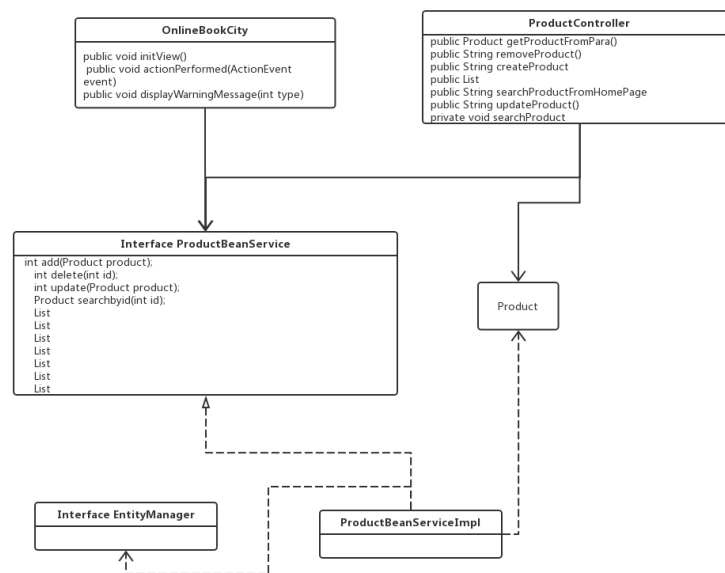 OnlineBookCity
public void initView()
public void actionPerformed(ActionEvent
event)
public void displayWarningMessage(int type)
ProductController
public Product getProductFromPara()
public String removeProduct()
public String createProduct
public List
public String searchProductFromHomePage
public String updateProduct()
private void searchProduct
Interface ProductBeanService
int add(Product product);
int delete(int id);
int update(Product product);
Product searchbyid(int id);
List
List
List
List
List
List
List
Product
Interface EntityManager
ProductBeanServiceImpl